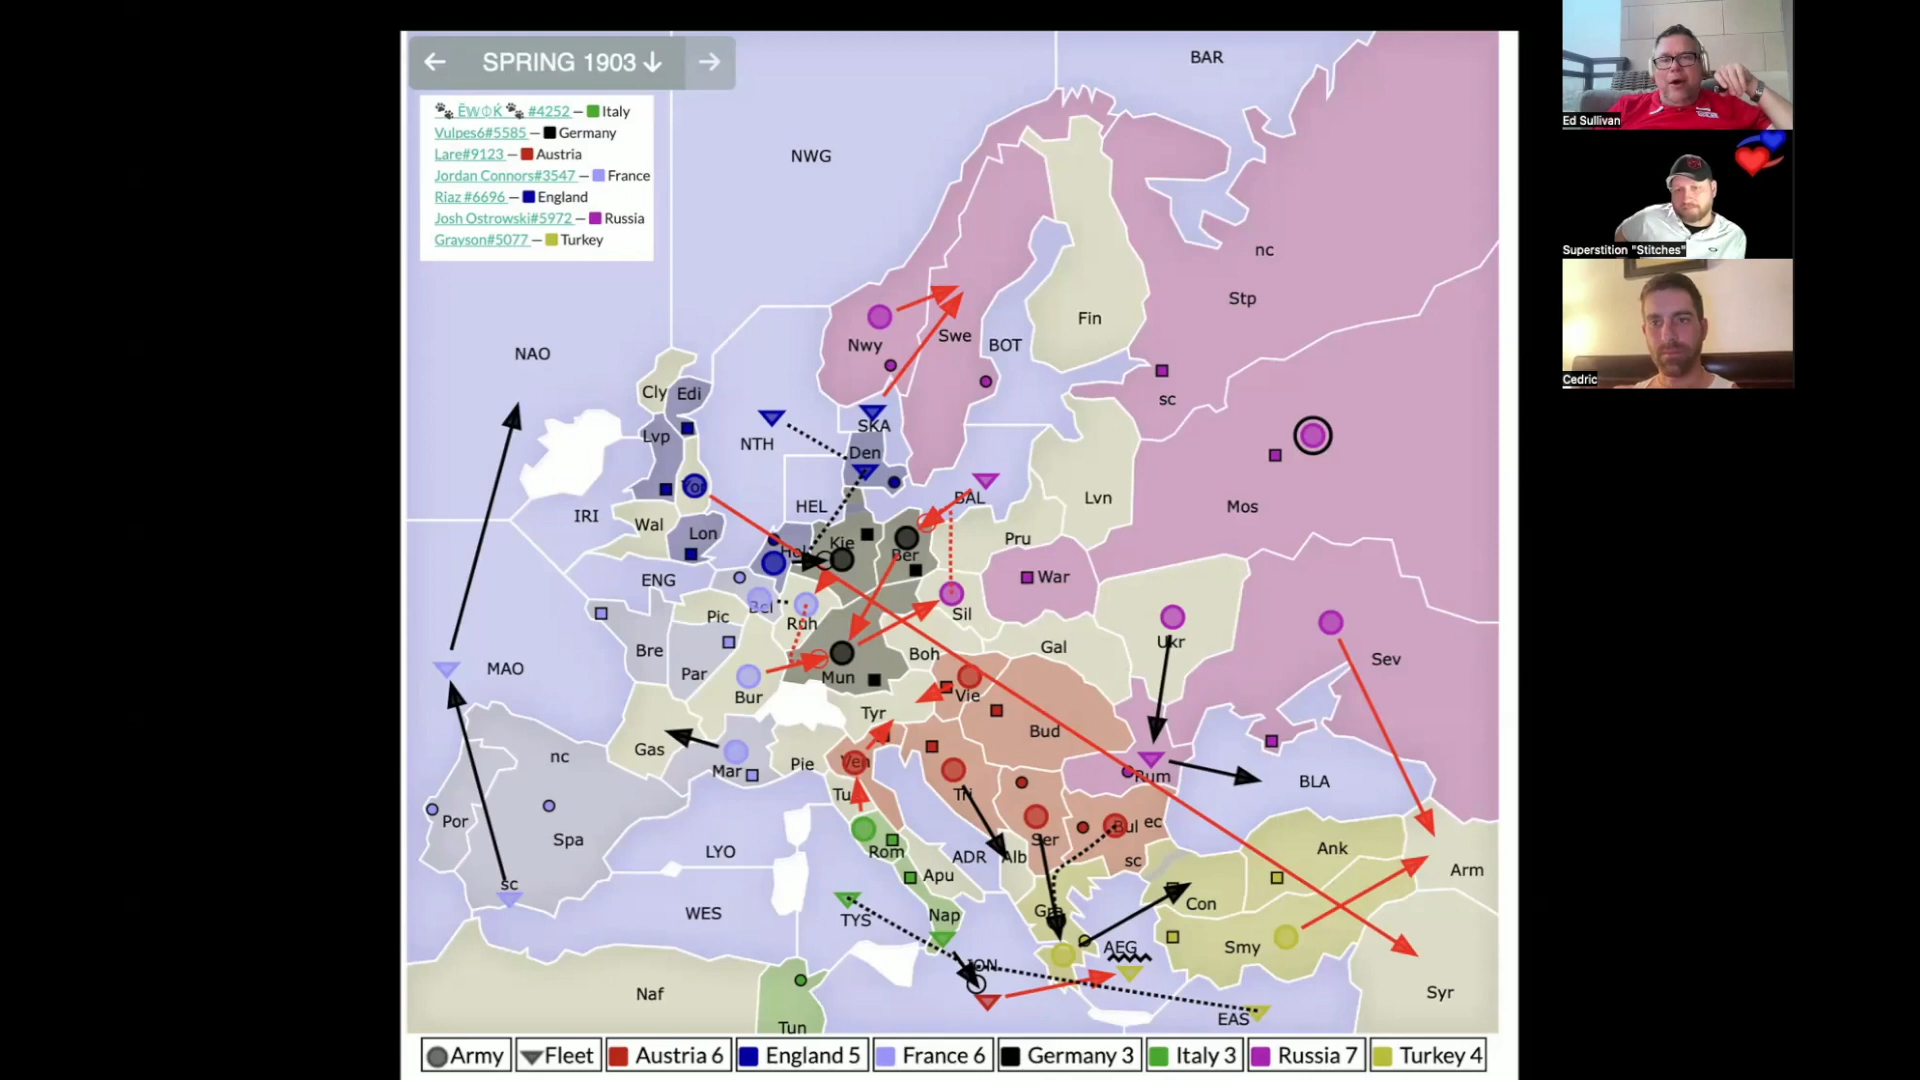 ← SPRING 1903 ↓ →
🐾 ĒWΦḰ 🐾 #4252 — Italy
Vulpes6#5585 — Germany
Lare#9123 — Austria
Jordan Connors#3547 — France
Riaz #6696 — England
Josh Ostrowski#5972 — Russia
Grayson#5077 — Turkey
Ed Sullivan
Superstition "Stitches"
Cedric
BAR
NWG
nc
Stp
Fin
NAO
Swe
BOT
Nwy
Cly
Edi
sc
SKA
Lvp
NTH
Den
Yor
BAL
Lvn
HEL
Mos
IRI
Wal
Lon
Kie
Pru
Hol
Ber
ENG
War
Bel
Pic
Sil
Ruh
Ukr
Bre
Boh
Gal
Sev
MAO
Par
Mun
Bur
Vie
Tyr
Bud
nc
Gas
Pie
Ven
Mar
Rum
BLA
Tu
Tri
Por
Spa
Bul
ec
Ser
LYO
Rom
ADR
Alb
sc
Ank
Arm
Apu
sc
WES
Nap
Gre
Con
TYS
AEG
Smy
ION
Naf
Syr
EAS
Tun
Army
Fleet
Austria 6
England 5
France 6
Germany 3
Italy 3
Russia 7
Turkey 4